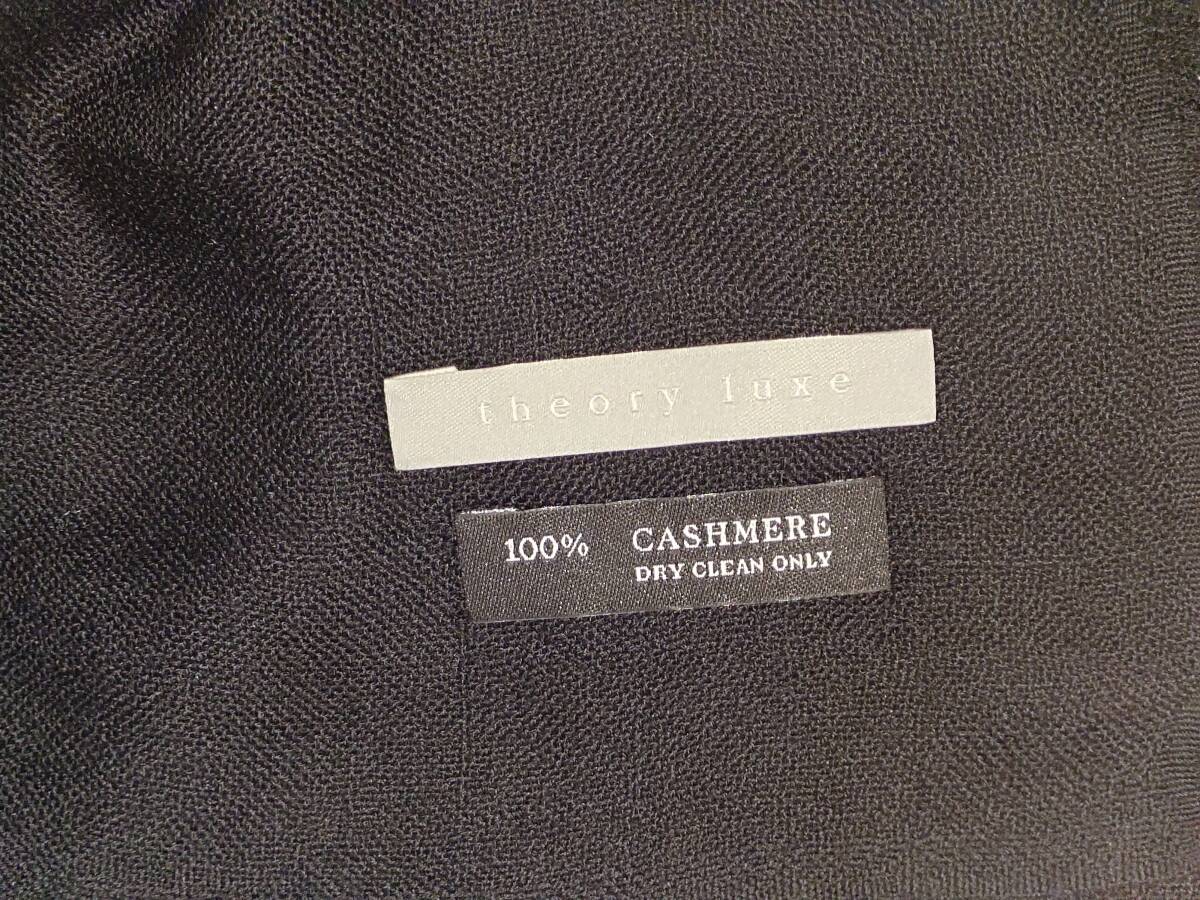 theory luxe
100% CASHMERE
DRY CLEAN ONLY